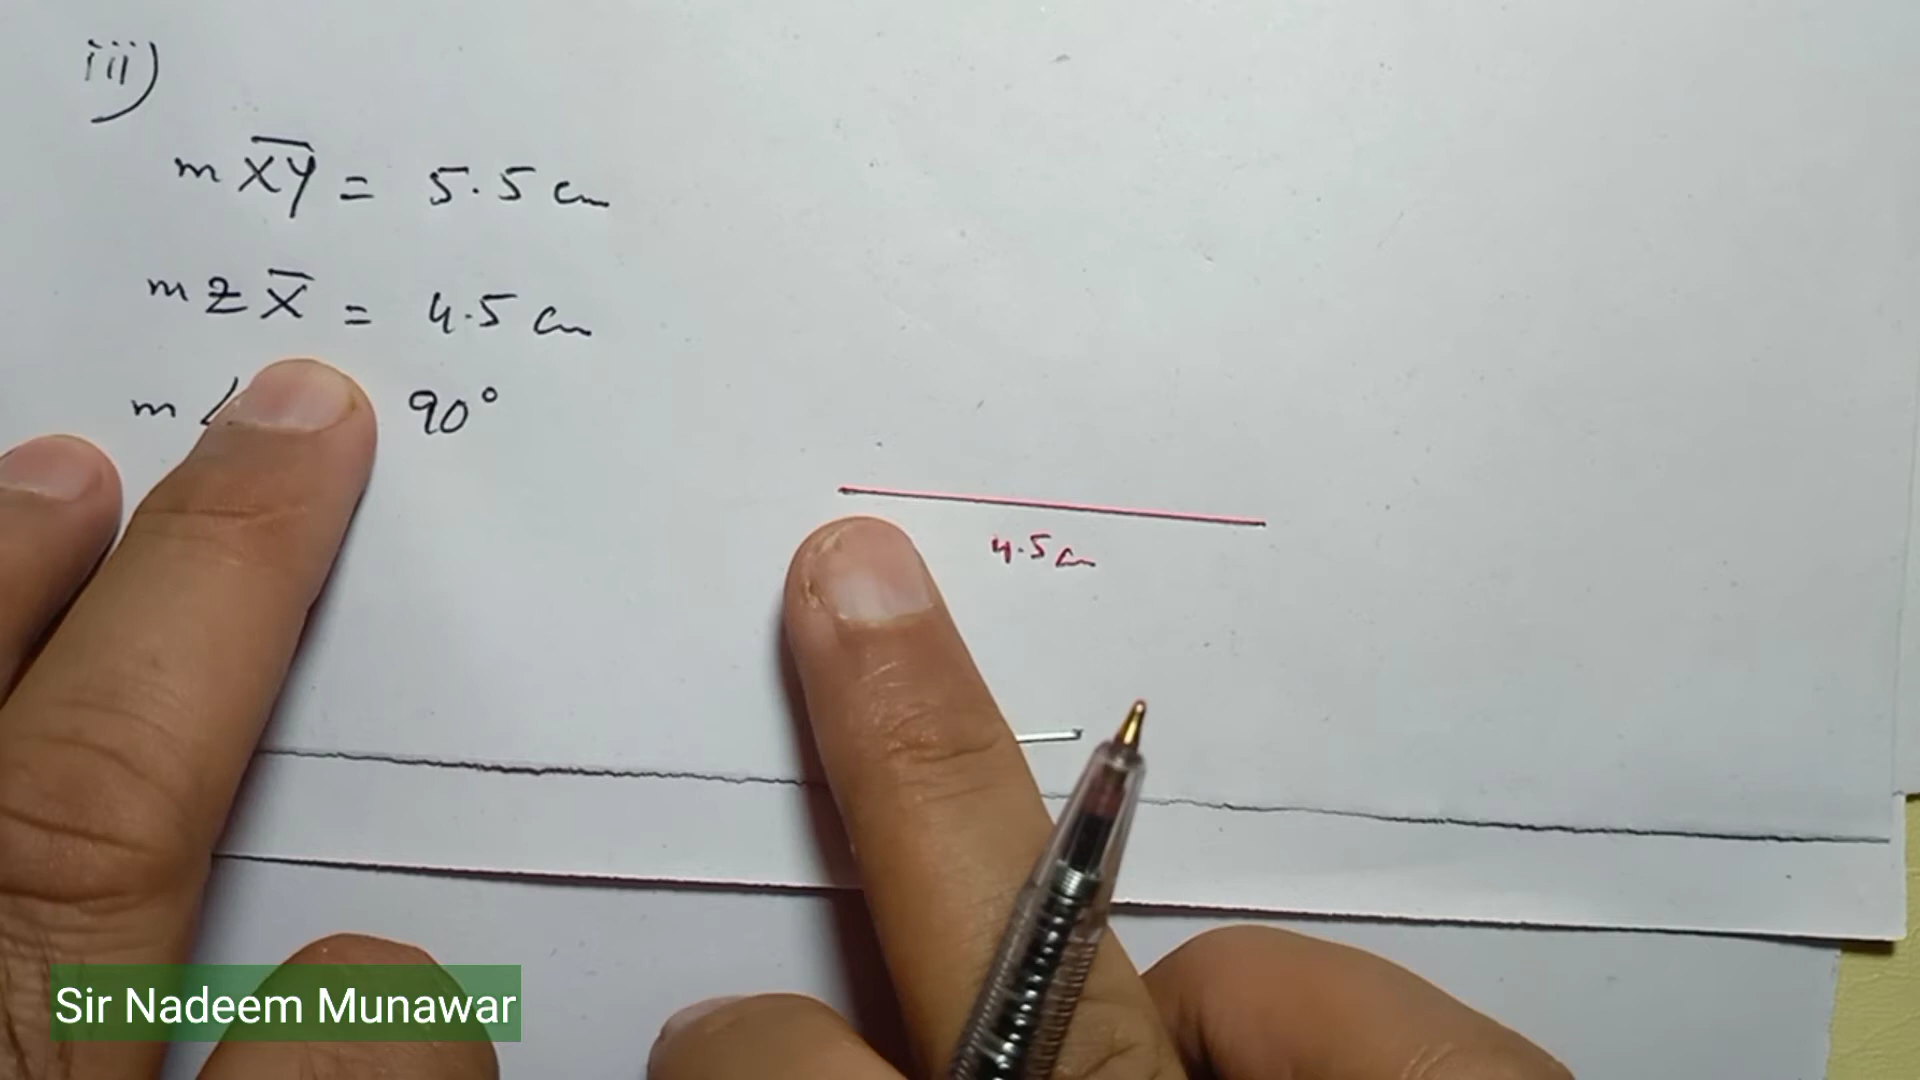 iii)
m XY = 5.5 cm
m ZX = 4.5 cm
m∠ 90°
4.5 cm
Sir Nadeem Munawar